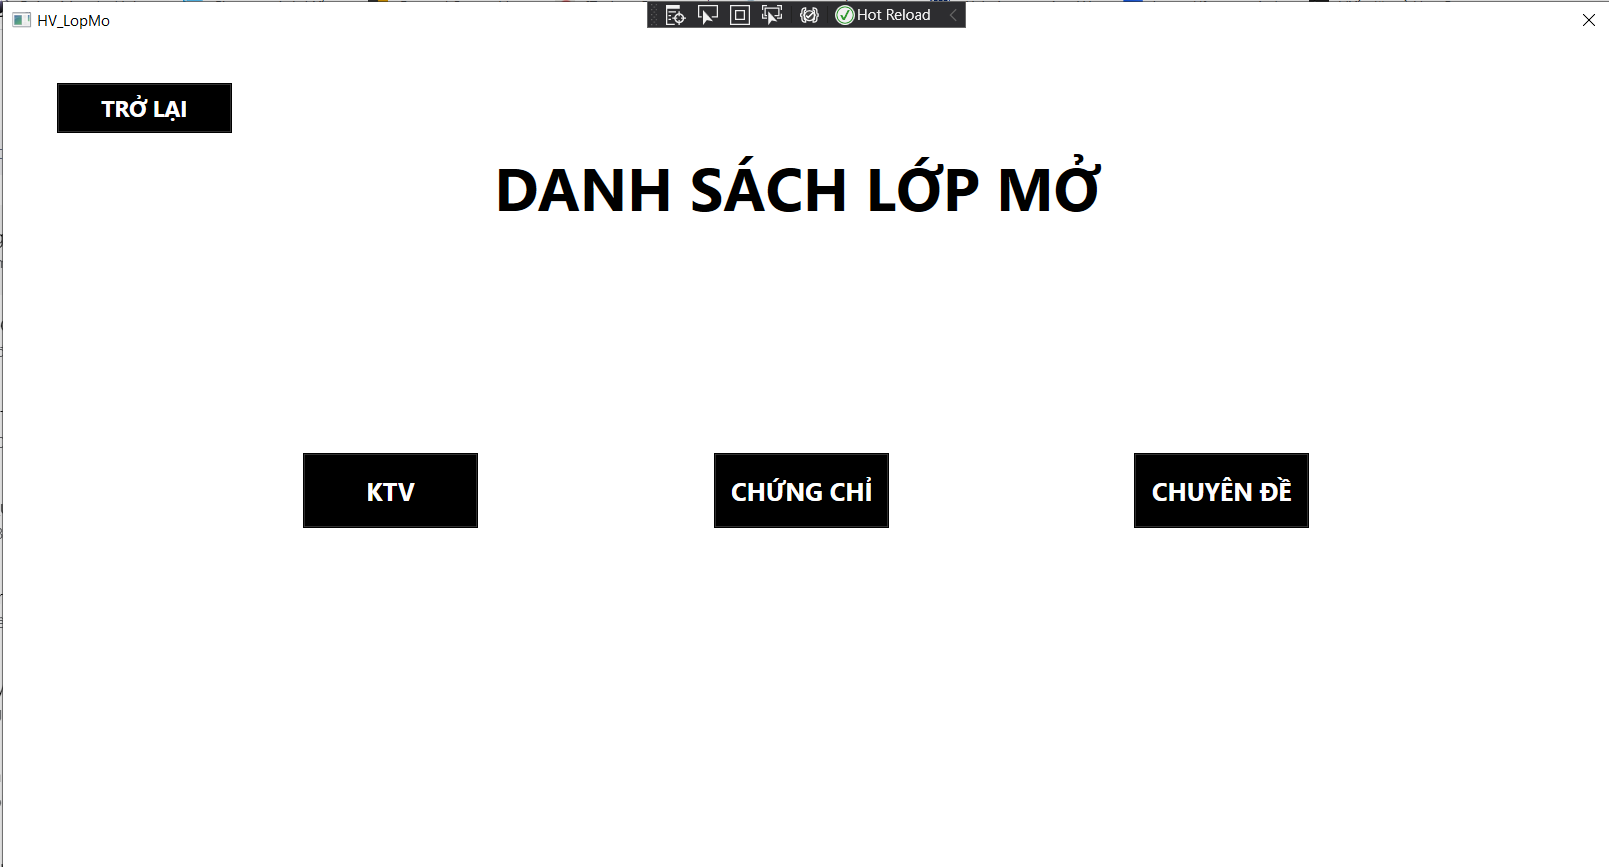 HV_LopMo
Hot Reload
TRỞ LẠI
DANH SÁCH LỚP MỞ
KTV
CHỨNG CHỈ
CHUYÊN ĐỀ